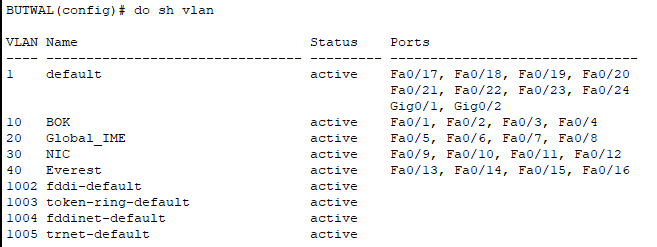 BUTWAL(config)# do sh vlan
VLAN Name                             Status    Ports
---- -------------------------------- --------- -------------------------------
1    default                          active    Fa0/17, Fa0/18, Fa0/19, Fa0/20
                                                Fa0/21, Fa0/22, Fa0/23, Fa0/24
                                                Gig0/1, Gig0/2
10   BOK                              active    Fa0/1, Fa0/2, Fa0/3, Fa0/4
20   Global_IME                       active    Fa0/5, Fa0/6, Fa0/7, Fa0/8
30   NIC                              active    Fa0/9, Fa0/10, Fa0/11, Fa0/12
40   Everest                          active    Fa0/13, Fa0/14, Fa0/15, Fa0/16
1002 fddi-default                     active
1003 token-ring-default               active
1004 fddinet-default                  active
1005 trnet-default                    active